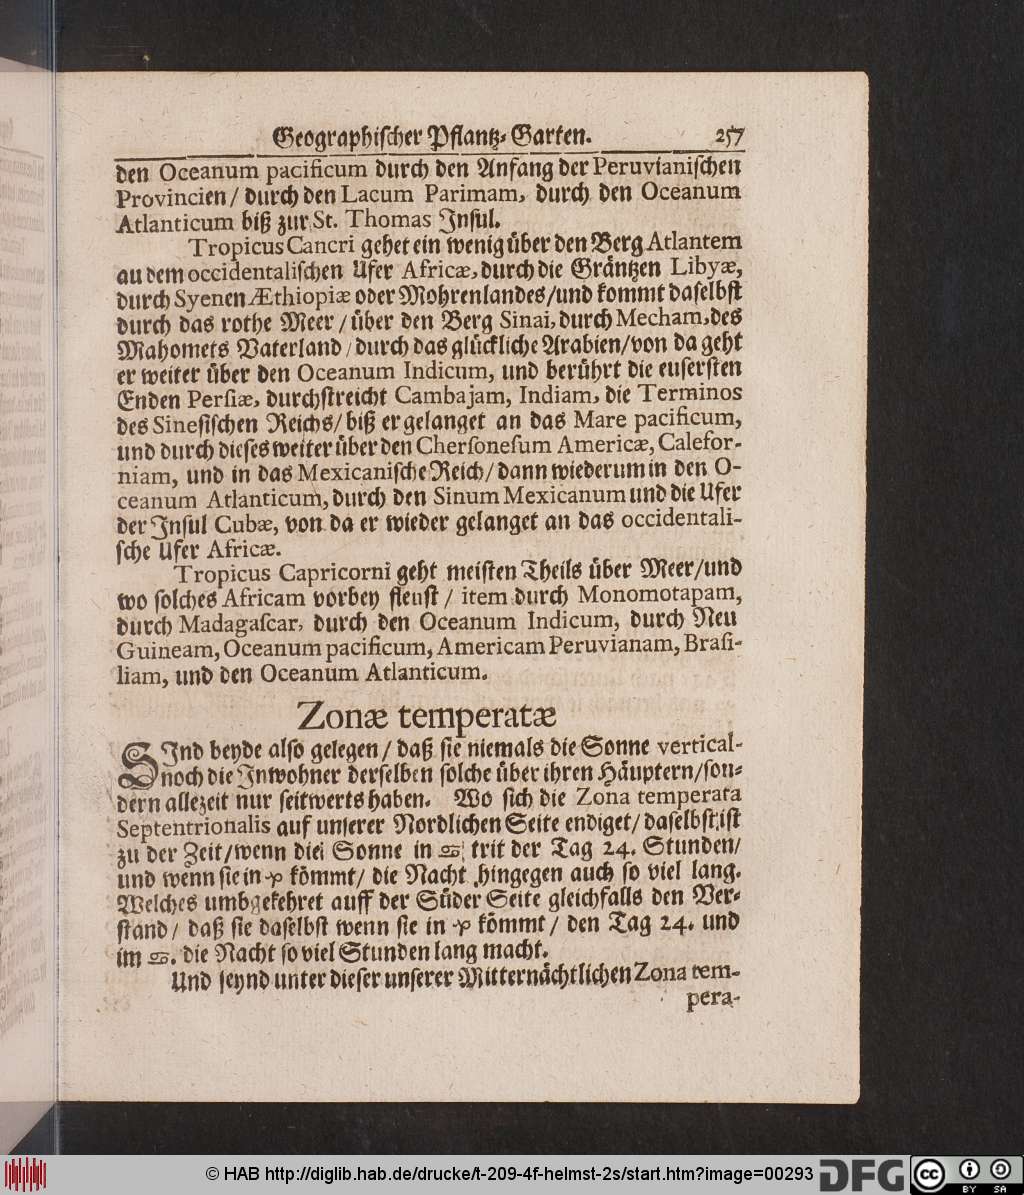 Geographischer Pflantz-Garten. 257
den Oceanum pacificum durch den Anfang der Peruvianischen
Provincien/ durch den Lacum Parimam, durch den Oceanum
Atlanticum biß zur St. Thomas Insul.
Tropicus Cancri gehet ein wenig über den Berg Atlantem
au dem occidentalischen Ufer Africæ, durch die Gräntzen Libyæ,
durch Syenen Æthiopiæ oder Mohrenlandes/und kommt daselbst
durch das rothe Meer/ über den Berg Sinai, durch Mecham, des
Mahomets Vaterland/ durch das glückliche Arabien/von da geht
er weiter über den Oceanum Indicum, und berührt die eusersten
Enden Persiæ, durchstreicht Cambajam, Indiam, die Terminos
des Sinesischen Reichs/ biß er gelanget an das Mare pacificum,
und durch dieses weiter über den Chersonesum Americæ, Calefor-
niam, und in das Mexicanische Reich/ dann wiederum in den O-
ceanum Atlanticum, durch den Sinum Mexicanum und die Ufer
der Insul Cubæ, von da er wieder gelanget an das occidentali-
sche Ufer Africæ.
Tropicus Capricorni geht meisten Theils über Meer/und
wo solches Africam vorbey fleust/ item durch Monomotapam,
durch Madagascar, durch den Oceanum Indicum, durch Neu
Guineam, Oceanum pacificum, Americam Peruvianam, Brasi-
liam, und den Oceanum Atlanticum.
Zonæ temperatæ
SInd beyde also gelegen/ daß sie niemals die Sonne vertical-
noch die Inwohner derselben solche über ihren Häuptern/son-
dern allezeit nur seitwerts haben. Wo sich die Zona temperata
Septentrionalis auf unserer Nordlichen Seite endiget/ daselbst ist
zu der Zeit/wenn die Sonne in ♋ trit der Tag 24. Stunden/
und wenn sie in ♑ kömmt/ die Nacht hingegen auch so viel lang.
Welches umbgekehret auff der Süder Seite gleichfalls den Ver-
stand/ daß sie daselbst wenn sie in ♑ kömmt/ den Tag 24. und
im ♋. die Nacht so viel Stunden lang macht.
Und seynd unter dieser unserer Mitternächtlichen Zona tem-
pera-
© HAB http://diglib.hab.de/drucke/t-209-4f-helmst-2s/start.htm?image=00293 DFG cc BY SA